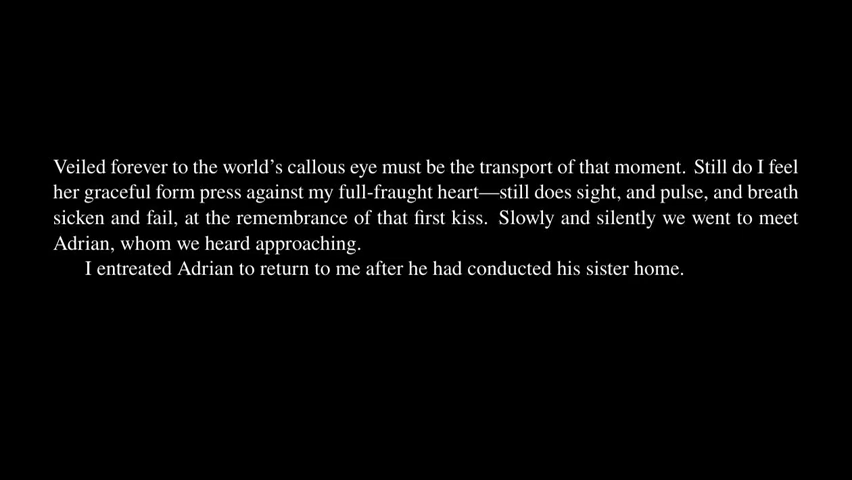 Veiled forever to the world’s callous eye must be the transport of that moment. Still do I feel
her graceful form press against my full-fraught heart—still does sight, and pulse, and breath
sicken and fail, at the remembrance of that first kiss. Slowly and silently we went to meet
Adrian, whom we heard approaching.
I entreated Adrian to return to me after he had conducted his sister home.